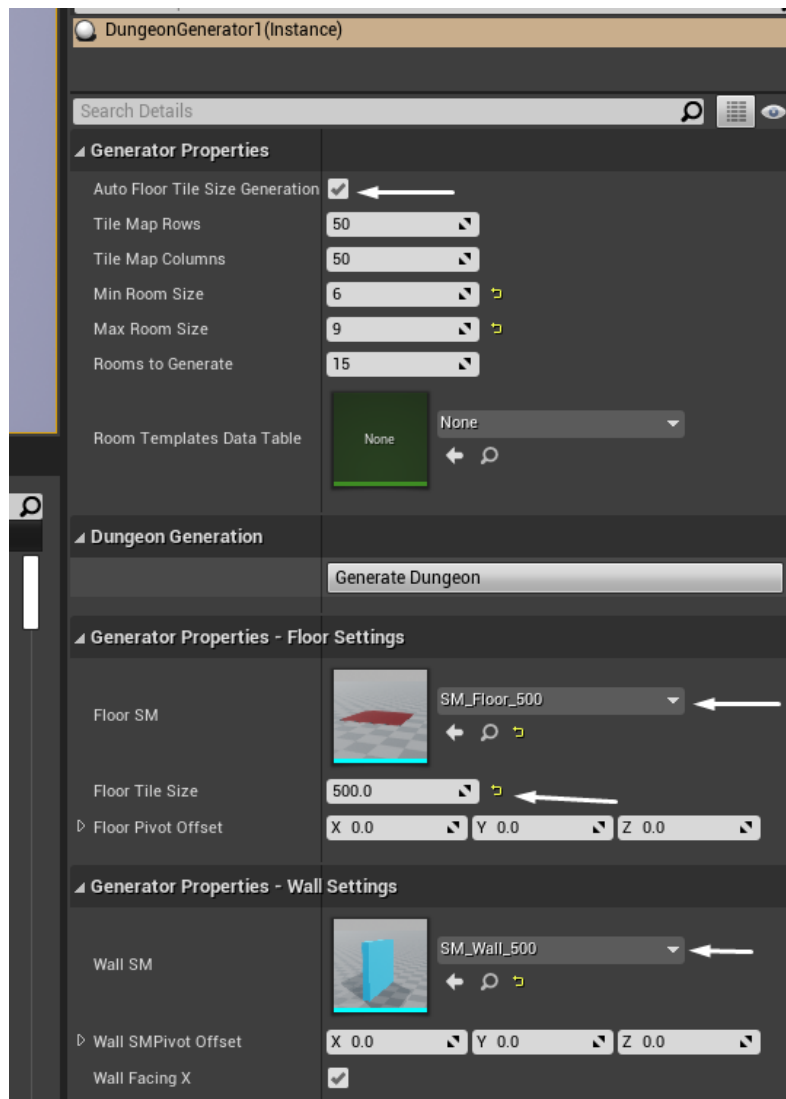 DungeonGenerator1(Instance)
Search Details
Generator Properties
Auto Floor Tile Size Generation
Tile Map Rows 50
Tile Map Columns 50
Min Room Size 6
Max Room Size 9
Rooms to Generate 15
Room Templates Data Table None None
Dungeon Generation
Generate Dungeon
Generator Properties - Floor Settings
Floor SM SM_Floor_500
Floor Tile Size 500.0
Floor Pivot Offset X 0.0 Y 0.0 Z 0.0
Generator Properties - Wall Settings
Wall SM SM_Wall_500
Wall SMPivot Offset X 0.0 Y 0.0 Z 0.0
Wall Facing X